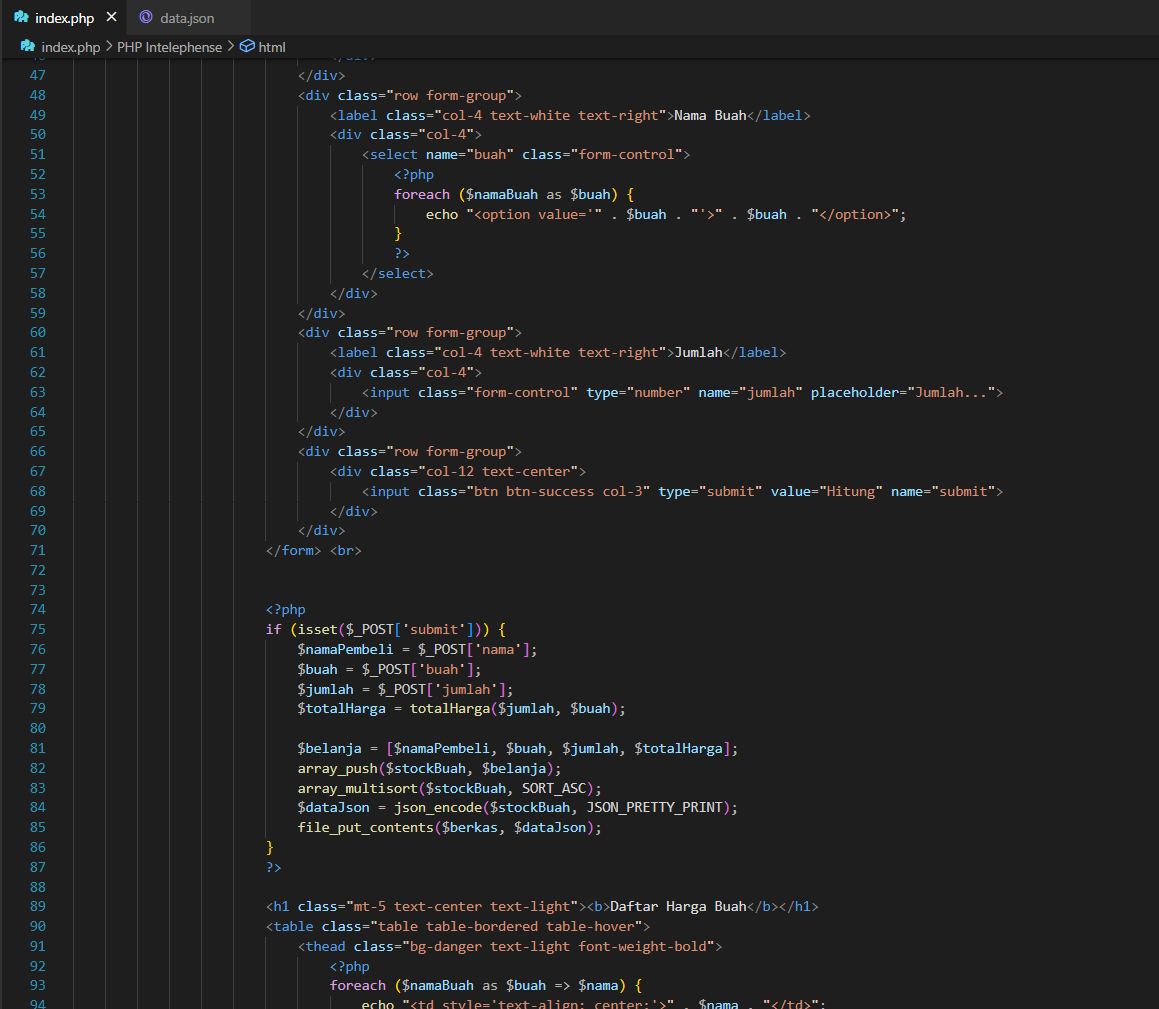 index.php × data.json
index.php > PHP Intelephense > html
46 </div>
47 </div>
48 <div class="row form-group">
49 <label class="col-4 text-white text-right">Nama Buah</label>
50 <div class="col-4">
51 <select name="buah" class="form-control">
52 <?php
53 foreach ($namaBuah as $buah) {
54 echo "<option value='" . $buah . "'>" . $buah . "</option>";
55 }
56 ?>
57 </select>
58 </div>
59 </div>
60 <div class="row form-group">
61 <label class="col-4 text-white text-right">Jumlah</label>
62 <div class="col-4">
63 <input class="form-control" type="number" name="jumlah" placeholder="Jumlah...">
64 </div>
65 </div>
66 <div class="row form-group">
67 <div class="col-12 text-center">
68 <input class="btn btn-success col-3" type="submit" value="Hitung" name="submit">
69 </div>
70 </div>
71 </form> <br>
72
73
74 <?php
75 if (isset($_POST['submit'])) {
76 $namaPembeli = $_POST['nama'];
77 $buah = $_POST['buah'];
78 $jumlah = $_POST['jumlah'];
79 $totalHarga = totalHarga($jumlah, $buah);
80
81 $belanja = [$namaPembeli, $buah, $jumlah, $totalHarga];
82 array_push($stockBuah, $belanja);
83 array_multisort($stockBuah, SORT_ASC);
84 $dataJson = json_encode($stockBuah, JSON_PRETTY_PRINT);
85 file_put_contents($berkas, $dataJson);
86 }
87 ?>
88
89 <h1 class="mt-5 text-center text-light"><b>Daftar Harga Buah</b></h1>
90 <table class="table table-bordered table-hover">
91 <thead class="bg-danger text-light font-weight-bold">
92 <?php
93 foreach ($namaBuah as $buah => $nama) {
94 echo "<td style='text-align: center;'>" . $nama . "</td>";